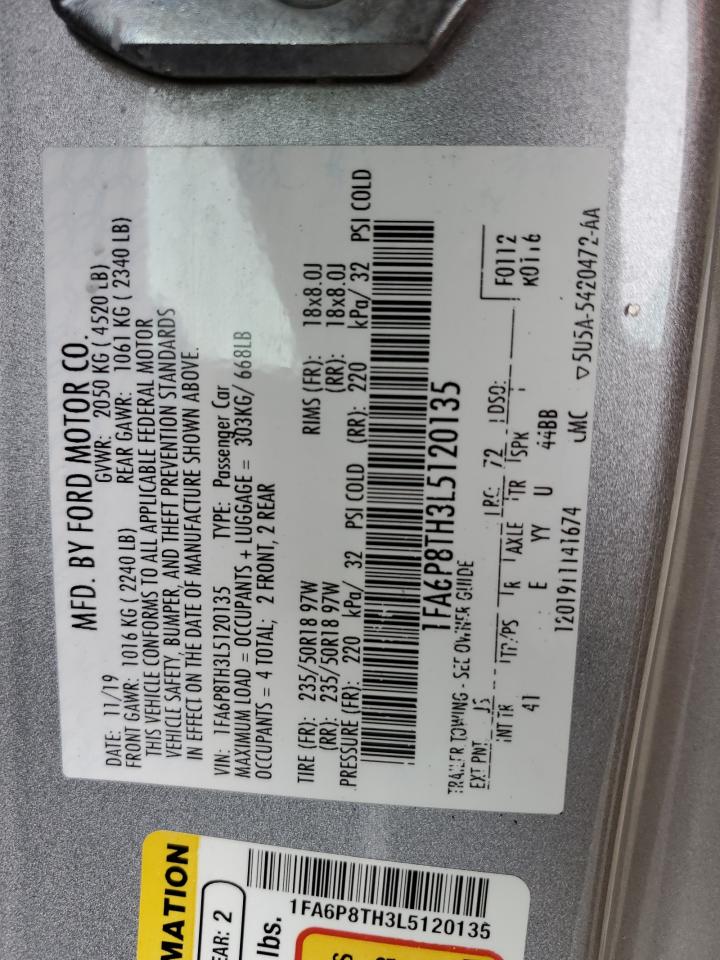 MFD. BY FORD MOTOR CO.
DATE: 11/19 GVWR: 2050 KG ( 4520 LB)
FRONT GAWR: 1016 KG ( 2240 LB) REAR GAWR: 1061 KG ( 2340 LB)
THIS VEHICLE CONFORMS TO ALL APPLICABLE FEDERAL MOTOR
VEHICLE SAFETY, BUMPER, AND THEFT PREVENTION STANDARDS
IN EFFECT ON THE DATE OF MANUFACTURE SHOWN ABOVE.
VIN: 1FA6P8TH3L5120135 TYPE: Passenger Car
MAXIMUM LOAD = OCCUPANTS + LUGGAGE = 303KG/ 668LB
OCCUPANTS = 4 TOTAL; 2 FRONT, 2 REAR
TIRE (FR): 235/50R18 97W RIMS (FR): 18x8.0J
(RR): 235/50R18 97W (RR): 18x8.0J
PRESSURE (FR): 220 kPa/ 32 PSI COLD (RR): 220 kPa/ 32 PSI COLD
1FA6P8TH3L5120135
TRAILER TOWING - SEE OWNER GUIDE
EXT PNT: JS RC: 72 DSO: F0112
INT TR TP/PS R AXLE TR SPK K0116
41 E YY U 44BB
12019111141674 UMC ▽5U5A-5420472-AA
MATION
EAR: 2
lbs.
1FA6P8TH3L5120135